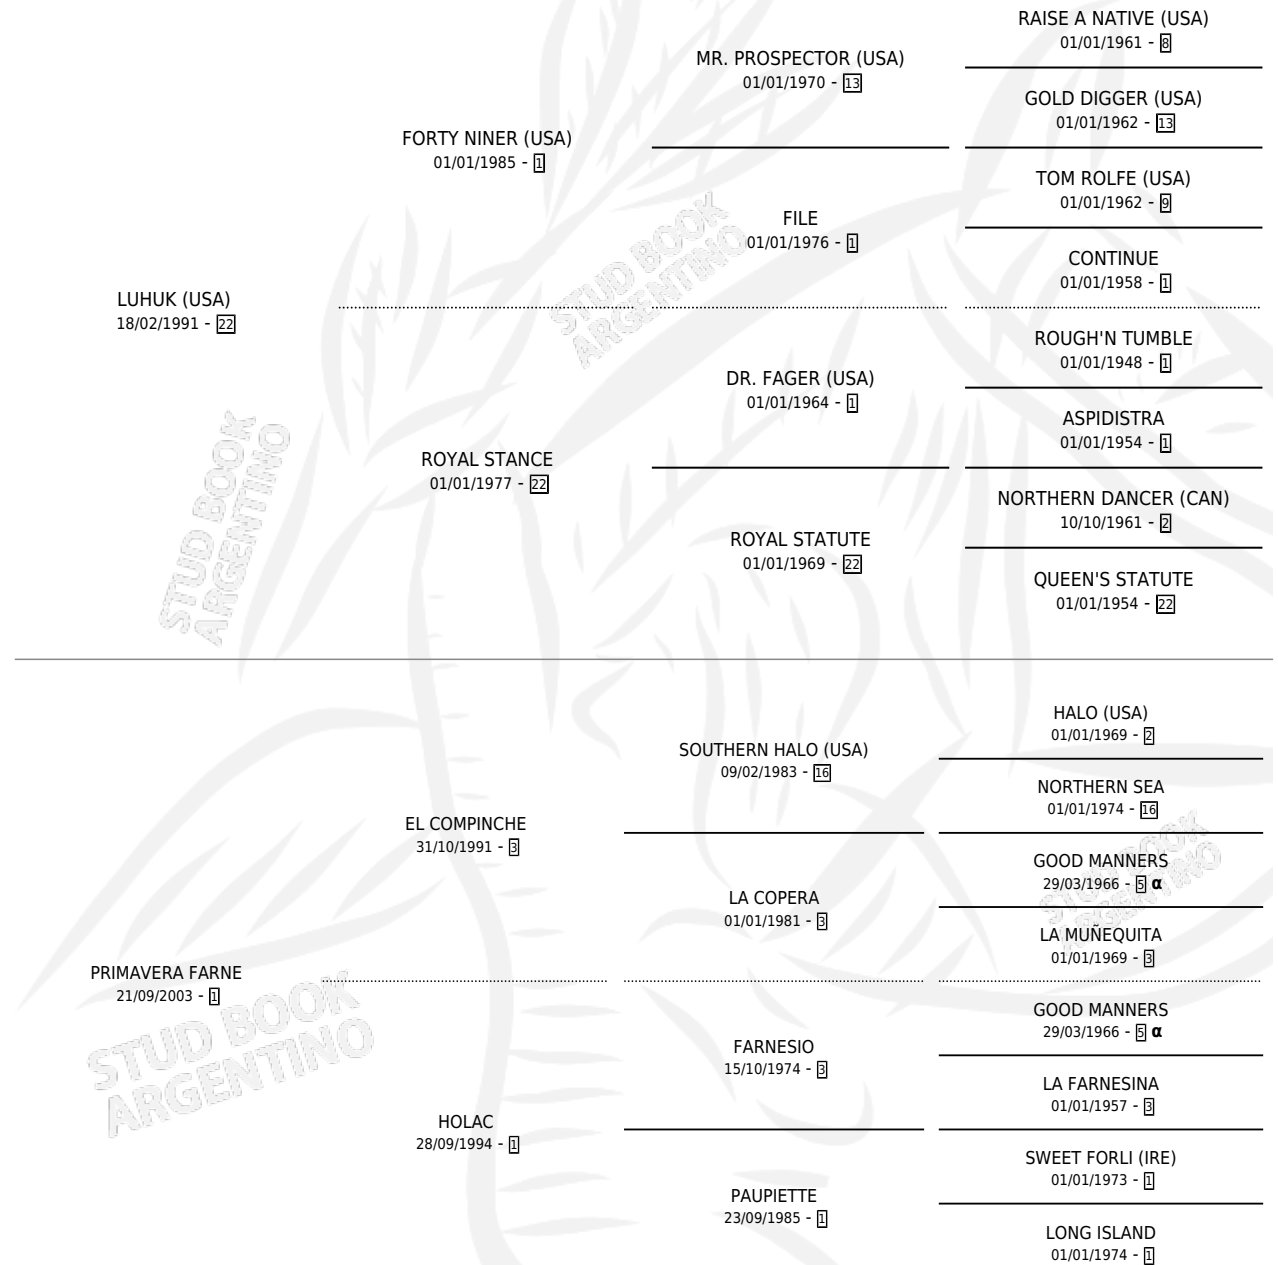 RAISE A NATIVE (USA)
01/01/1961 - 8
MR. PROSPECTOR (USA)
01/01/1970 - 13
GOLD DIGGER (USA)
01/01/1962 - 13
FORTY NINER (USA)
01/01/1985 - 1
TOM ROLFE (USA)
01/01/1962 - 9
FILE
01/01/1976 - 1
CONTINUE
01/01/1958 - 1
LUHUK (USA)
18/02/1991 - 22
ROUGH'N TUMBLE
01/01/1948 - 1
DR. FAGER (USA)
01/01/1964 - 1
ASPIDISTRA
01/01/1954 - 1
ROYAL STANCE
01/01/1977 - 22
NORTHERN DANCER (CAN)
10/10/1961 - 2
ROYAL STATUTE
01/01/1969 - 22
QUEEN'S STATUTE
01/01/1954 - 22
HALO (USA)
01/01/1969 - 2
SOUTHERN HALO (USA)
09/02/1983 - 16
NORTHERN SEA
01/01/1974 - 16
EL COMPINCHE
31/10/1991 - 3
GOOD MANNERS
29/03/1966 - 5 α
LA COPERA
01/01/1981 - 3
LA MUÑEQUITA
01/01/1969 - 3
PRIMAVERA FARNE
21/09/2003 - 1
GOOD MANNERS
29/03/1966 - 5 α
FARNESIO
15/10/1974 - 3
LA FARNESINA
01/01/1957 - 3
HOLAC
28/09/1994 - 1
SWEET FORLI (IRE)
01/01/1973 - 1
PAUPIETTE
23/09/1985 - 1
LONG ISLAND
01/01/1974 - 1
STUD BOOK
ARGENTINO
STUD BOOK
ARGENTINO
STUD BOOK
ARGENTINO
STUD BOOK
ARGENTINO